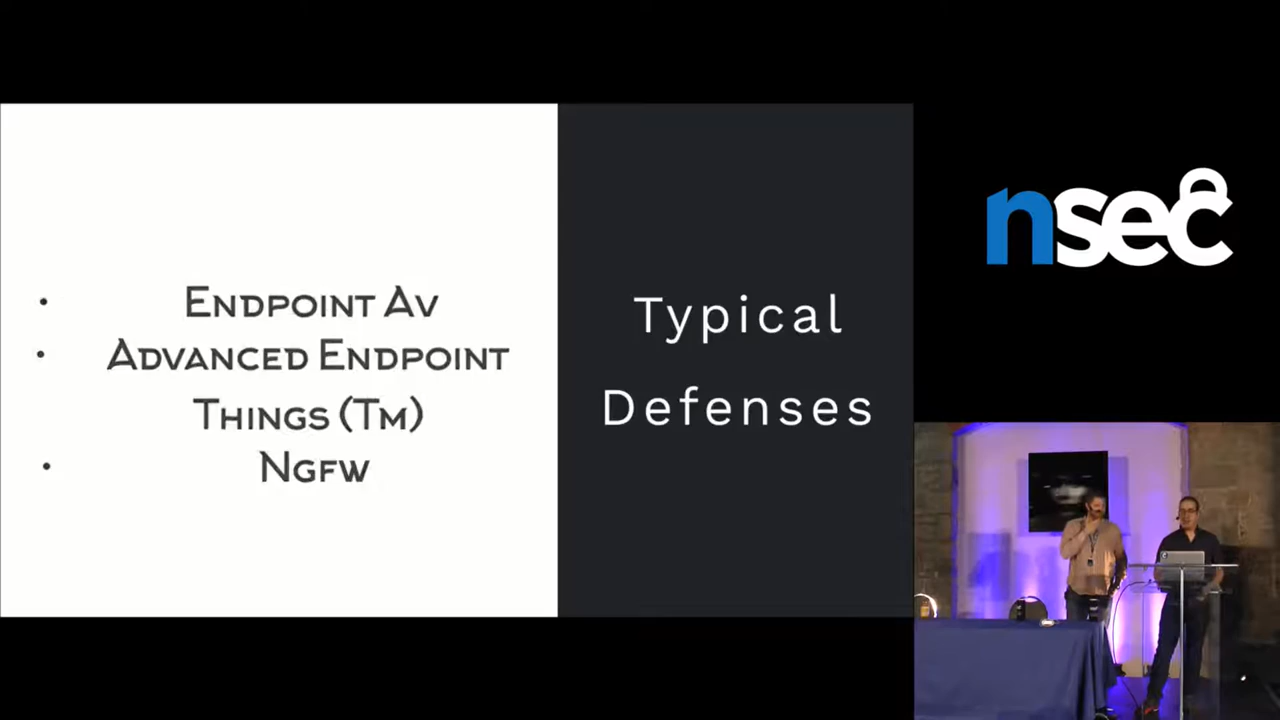 Endpoint Av
Advanced Endpoint
Things (Tm)
Ngfw
Typical
Defenses
nsec